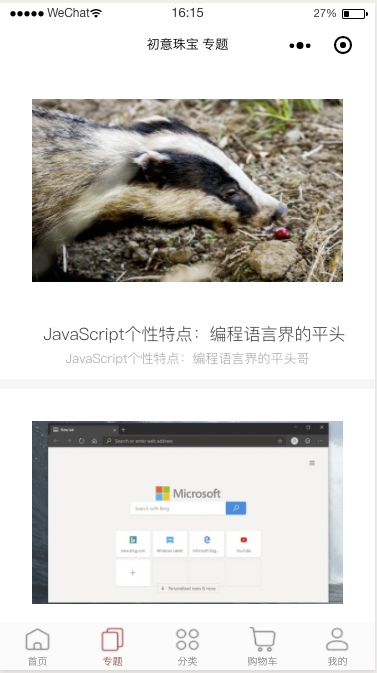 WeChat
16:15
27%
初意珠宝 专题
JavaScript个性特点：编程语言界的平头
JavaScript个性特点：编程语言界的平头哥
New tab
Search or enter web address
Microsoft
Search with Bing
Windows Latest
YouTube
Personalized news & more
首页
专题
分类
购物车
我的